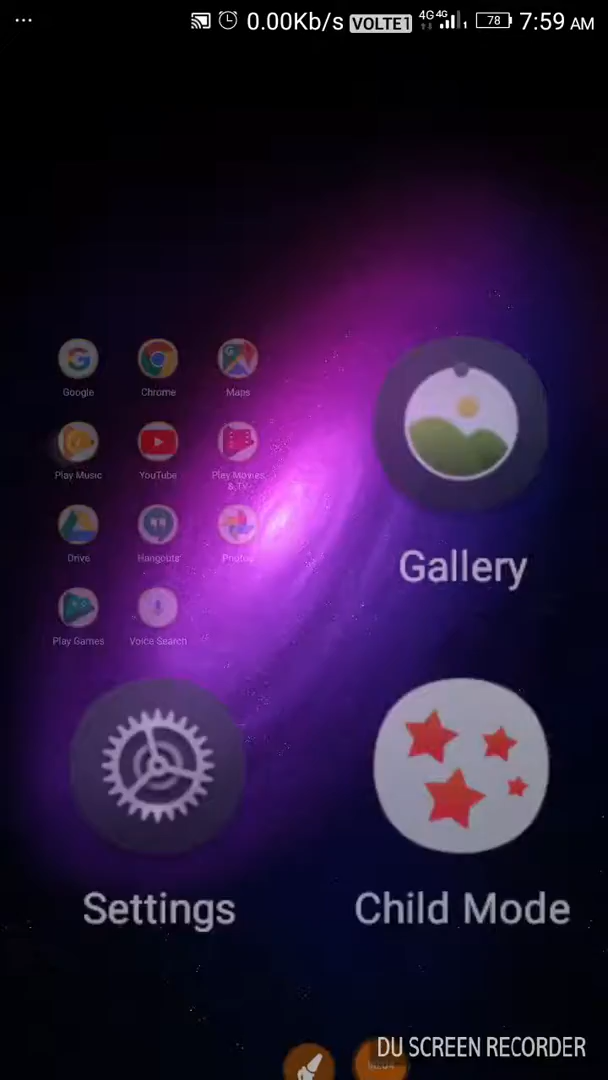 ... 0.00Kb/s VOLTE1 4G 4G 1 78 7:59 AM
Google Chrome Maps
Play Music YouTube Play Movies
& TV
Drive Hangouts Photos
Gallery
Play Games Voice Search
Settings Child Mode
DU SCREEN RECORDER